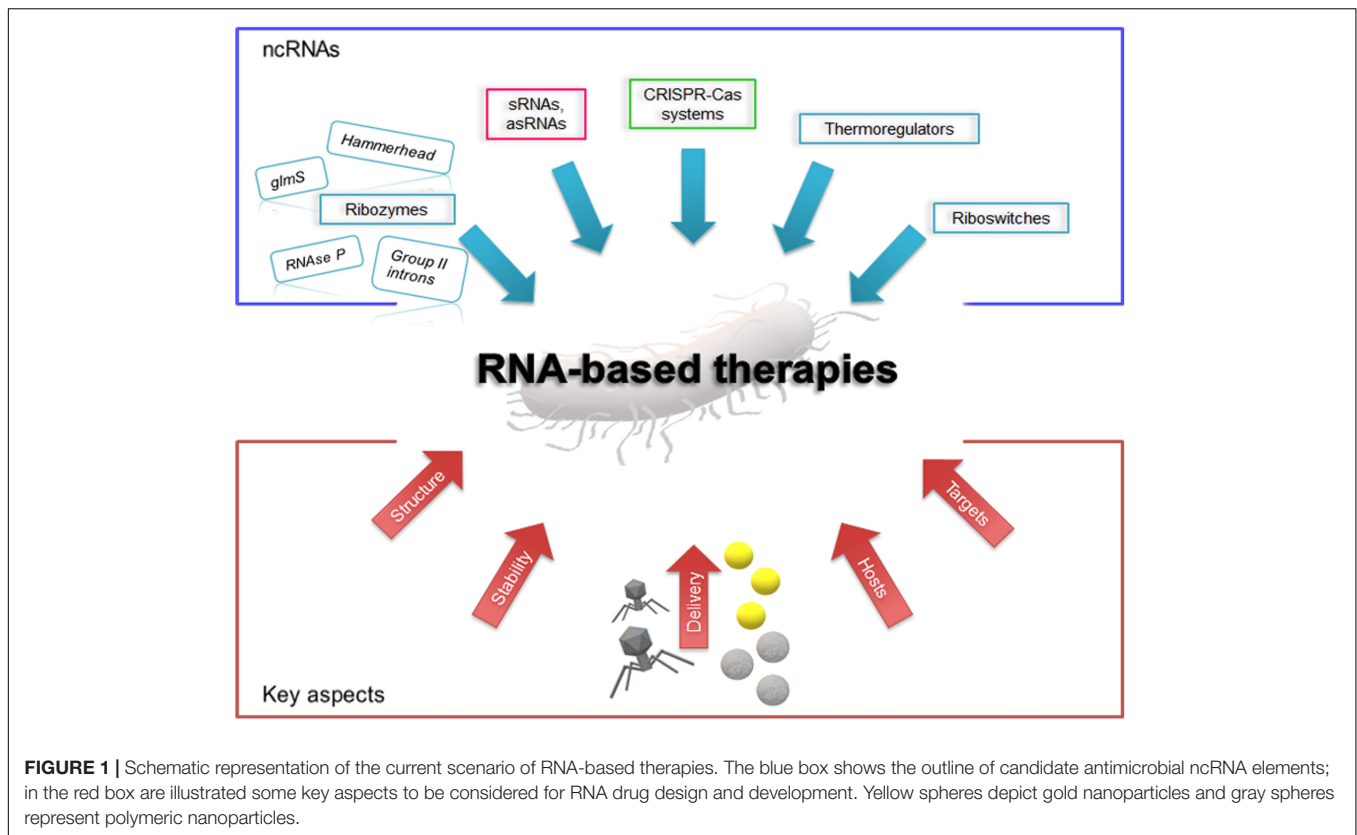 ncRNAs
sRNAs,
asRNAs
CRISPR-Cas
systems
Thermoregulators
Hammerhead
glmS
Ribozymes
Riboswitches
RNAse P
Group II
introns
RNA-based therapies
Structure
Stability
Delivery
Hosts
Targets
Key aspects
FIGURE 1 | Schematic representation of the current scenario of RNA-based therapies. The blue box shows the outline of candidate antimicrobial ncRNA elements;
in the red box are illustrated some key aspects to be considered for RNA drug design and development. Yellow spheres depict gold nanoparticles and gray spheres
represent polymeric nanoparticles.